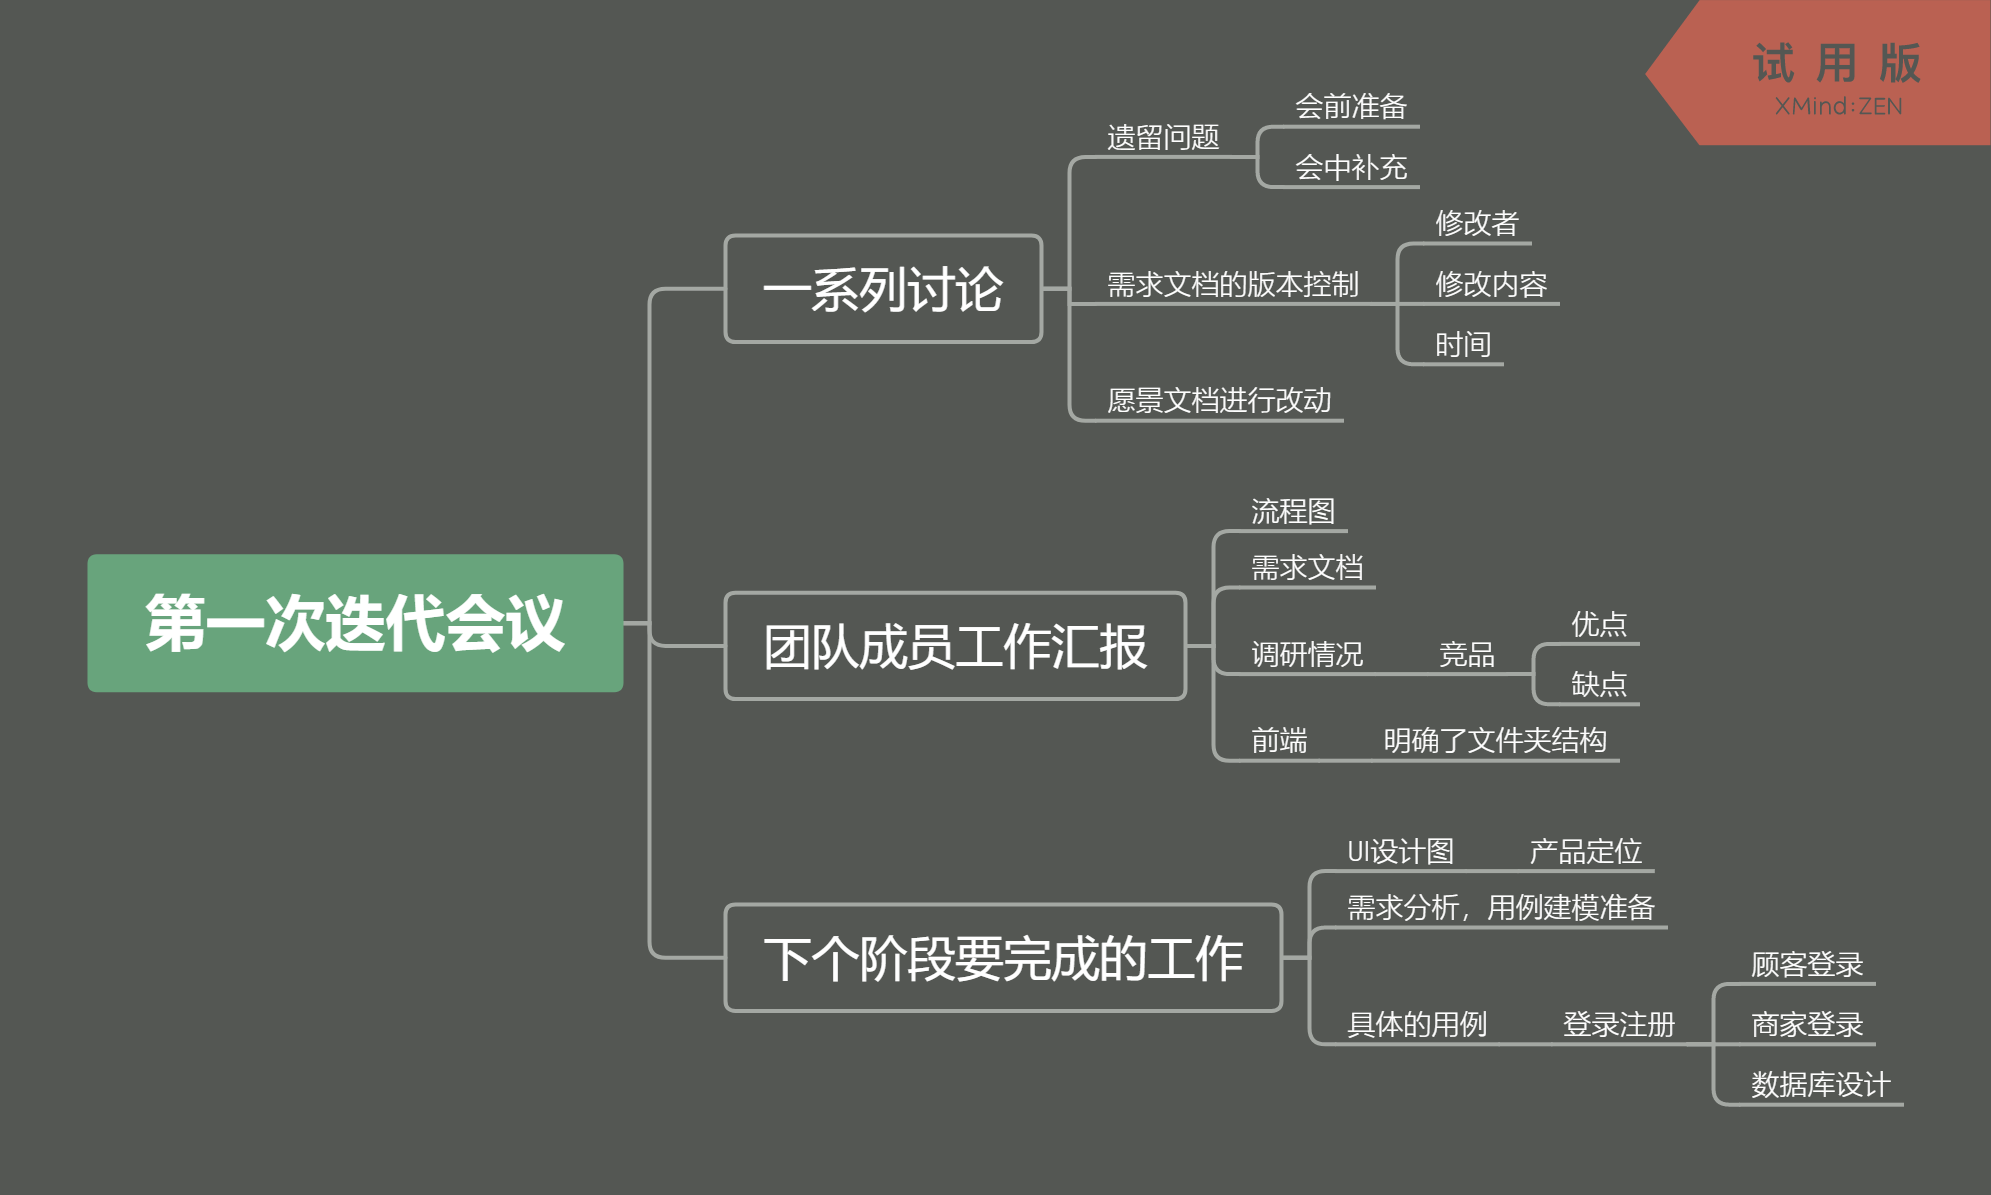 试用版
XMind:ZEN
第一次迭代会议
一系列讨论
遗留问题
会前准备
会中补充
需求文档的版本控制
修改者
修改内容
时间
愿景文档进行改动
团队成员工作汇报
流程图
需求文档
调研情况
竞品
优点
缺点
前端
明确了文件夹结构
下个阶段要完成的工作
UI设计图
产品定位
需求分析，用例建模准备
具体的用例
登录注册
顾客登录
商家登录
数据库设计